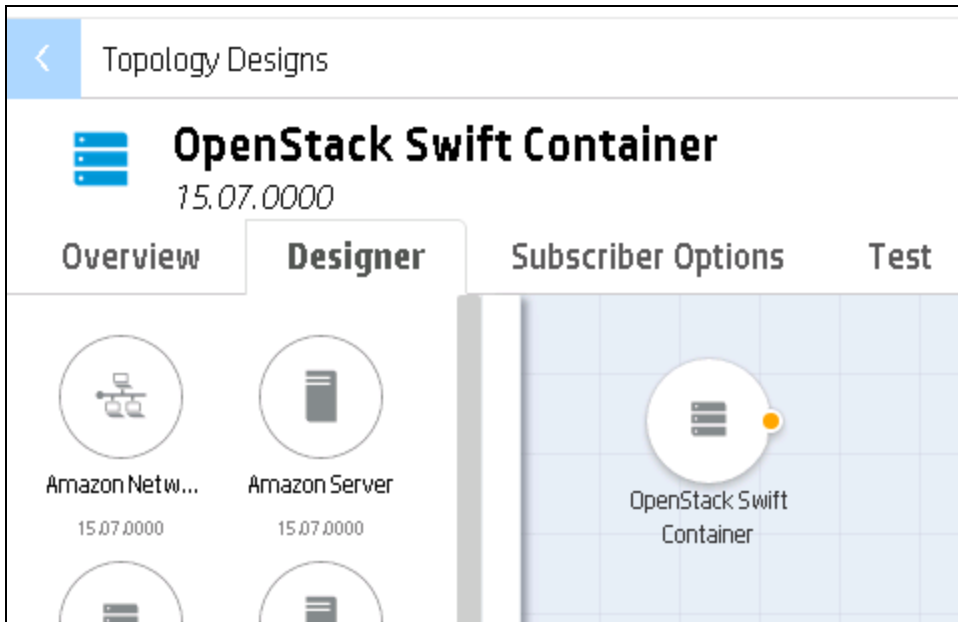 Topology Designs
OpenStack Swift Container
15.07.0000
Overview Designer Subscriber Options Test
Amazon Netw... Amazon Server
15.07.0000 15.07.0000
OpenStack Swift
Container